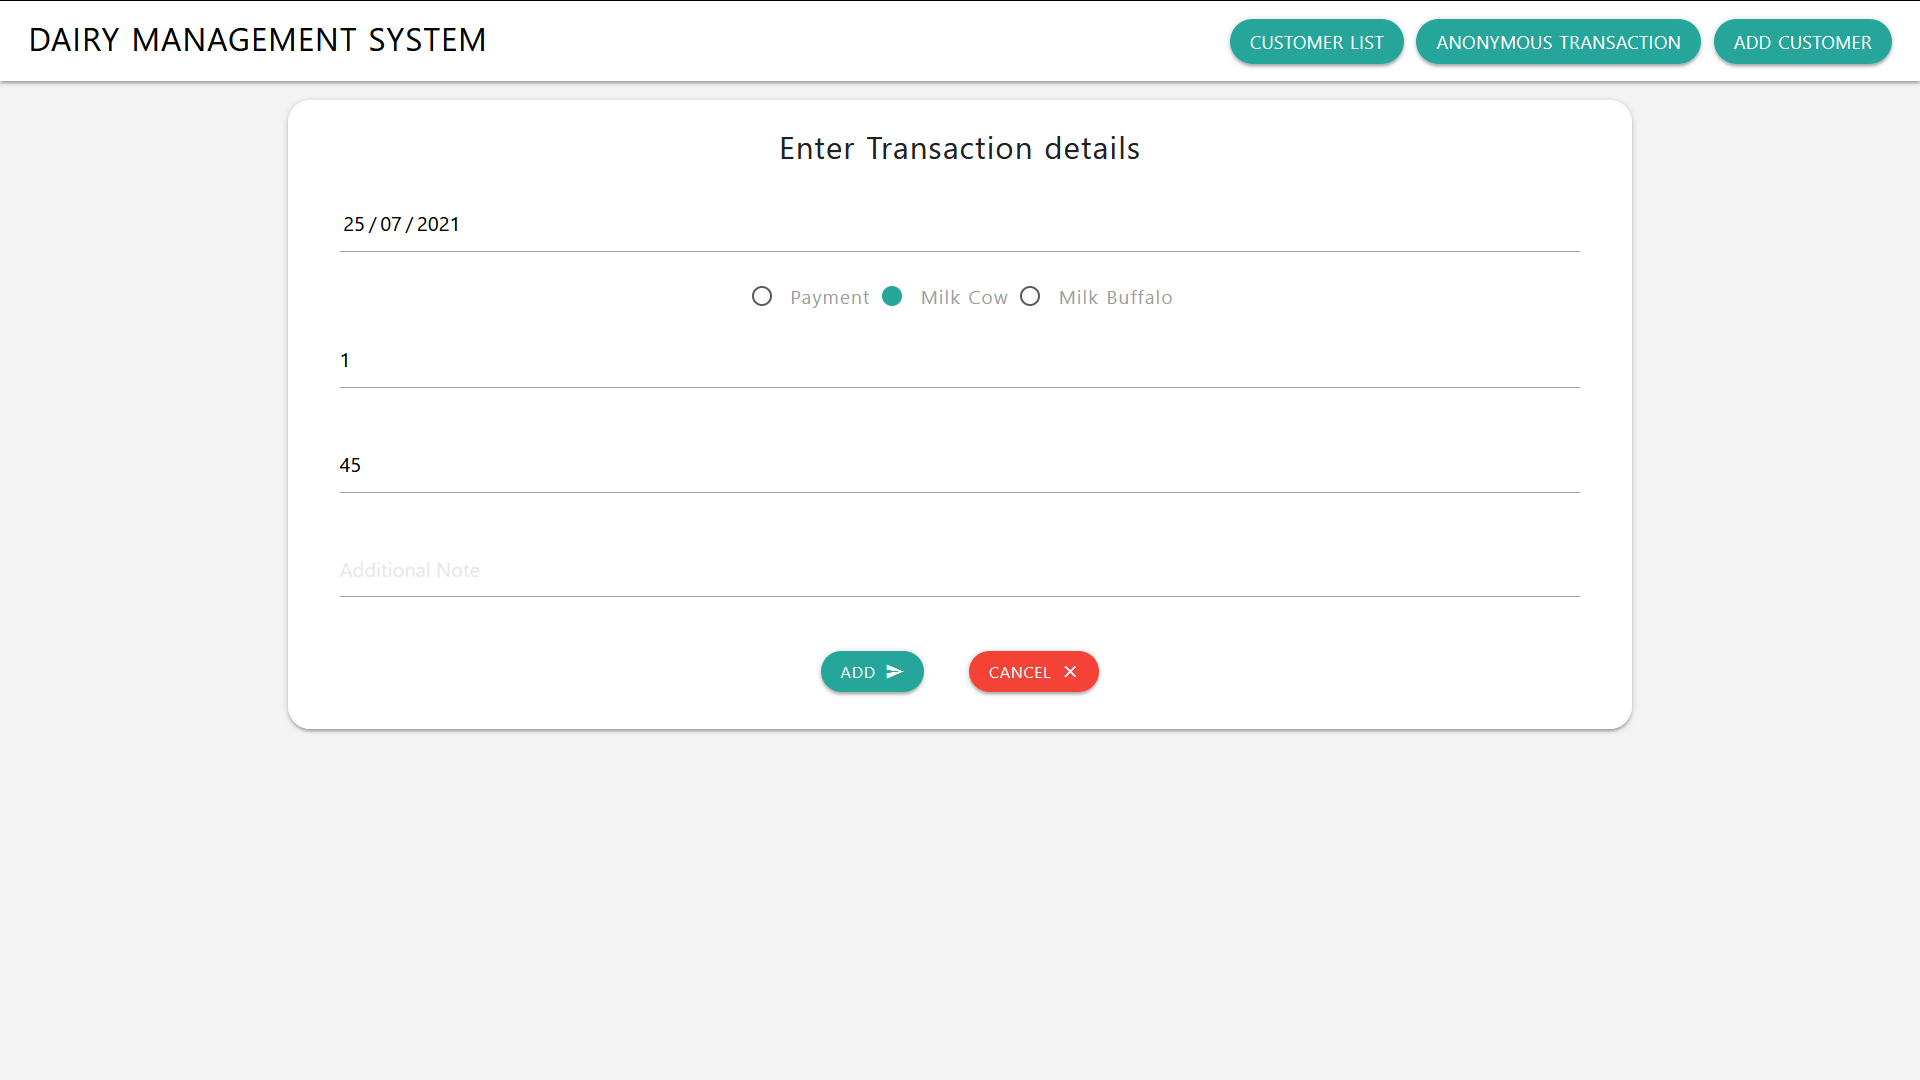 DAIRY MANAGEMENT SYSTEM
CUSTOMER LIST
ANONYMOUS TRANSACTION
ADD CUSTOMER
Enter Transaction details
25/07/2021
Payment Milk Cow Milk Buffalo
1
45
Additional Note
ADD
CANCEL